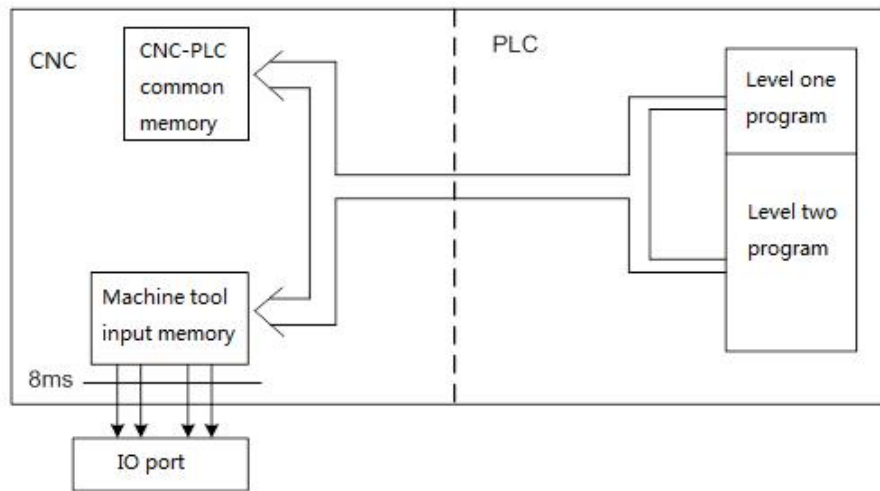 CNC
CNC-PLC
common
memory
PLC
Level one
program
Level two
program
Machine tool
input memory
8ms
IO port